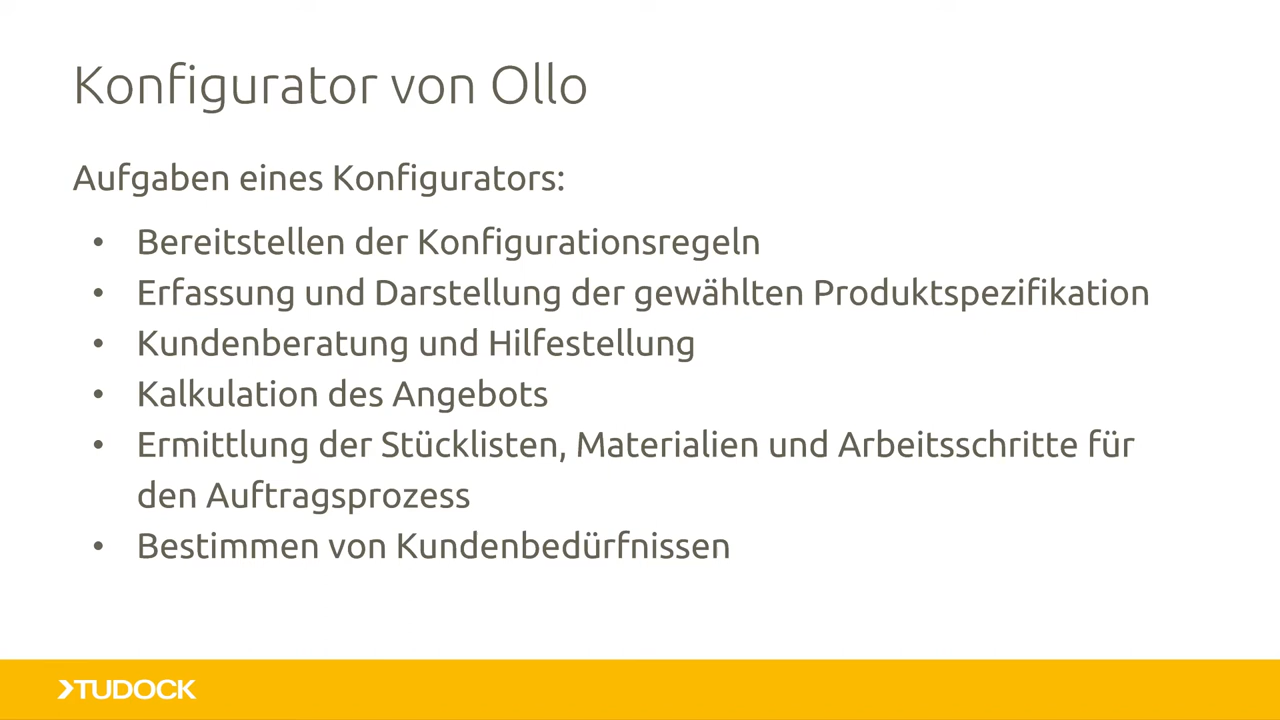 Konfigurator von Ollo
Aufgaben eines Konfigurators:
• Bereitstellen der Konfigurationsregeln
• Erfassung und Darstellung der gewählten Produktspezifikation
• Kundenberatung und Hilfestellung
• Kalkulation des Angebots
• Ermittlung der Stücklisten, Materialien und Arbeitsschritte für
den Auftragsprozess
• Bestimmen von Kundenbedürfnissen
TUDOCK